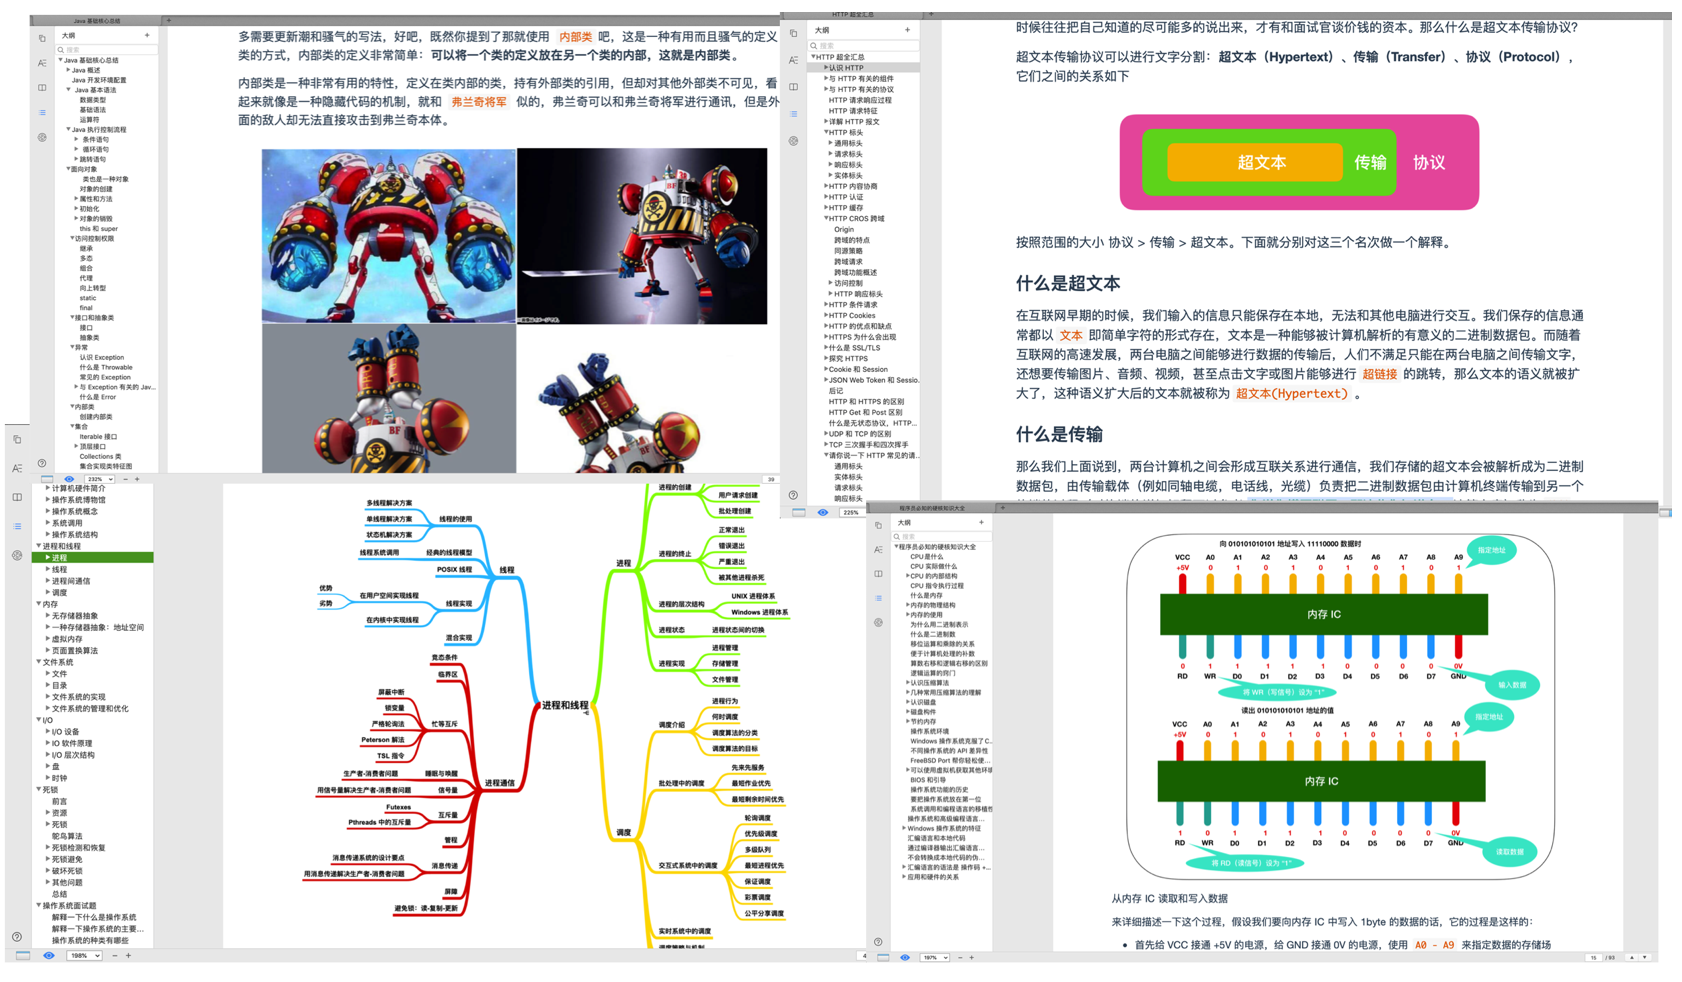 Java 基础核心总结
大纲
搜索
Java 基础核心总结
Java 概述
Java 开发环境配置
Java 基本语法
数据类型
基础语法
运算符
Java 执行控制流程
条件语句
循环语句
跳转语句
面向对象
类也是一种对象
对象的创建
属性和方法
初始化
对象的销毁
this 和 super
访问控制权限
继承
多态
组合
代理
向上转型
static
final
接口和抽象类
接口
抽象类
异常
认识 Exception
什么是 Throwable
常见的 Exception
与 Exception 有关的 Jav...
什么是 Error
内部类
创建内部类
集合
Iterable 接口
顶层接口
Collections 类
集合实现类特征图
232%
39
多需要更新潮和骚气的写法，好吧，既然你提到了那就使用 内部类 吧，这是一种有用而且骚气的定义
类的方式，内部类的定义非常简单：可以将一个类的定义放在另一个类的内部，这就是内部类。
内部类是一种非常有用的特性，定义在类内部的类，持有外部类的引用，但却对其他外部类不可见，看
起来就像是一种隐藏代码的机制，就和 弗兰奇将军 似的，弗兰奇可以和弗兰奇将军进行通讯，但是外
面的敌人却无法直接攻击到弗兰奇本体。
BF
BF
BF
HTTP 超全汇总
大纲
搜索
HTTP 超全汇总
认识 HTTP
与 HTTP 有关的组件
与 HTTP 有关的协议
HTTP 请求响应过程
HTTP 请求特征
详解 HTTP 报文
HTTP 标头
通用标头
请求标头
响应标头
实体标头
HTTP 内容协商
HTTP 认证
HTTP 缓存
HTTP CROS 跨域
Origin
跨域的特点
同源策略
跨域请求
跨域功能概述
访问控制
HTTP 响应标头
HTTP 条件请求
HTTP Cookies
HTTP 的优点和缺点
HTTPS 为什么会出现
什么是 SSL/TLS
探究 HTTPS
Cookie 和 Session
JSON Web Token 和 Sessio..
后记
HTTP 和 HTTPS 的区别
HTTP Get 和 Post 区别
什么是无状态协议，HTTP...
UDP 和 TCP 的区别
TCP 三次握手和四次挥手
请你说一下 HTTP 常见的请..
通用标头
实体标头
请求标头
响应标头
225%
时候往往把自己知道的尽可能多的说出来，才有和面试官谈价钱的资本。那么什么是超文本传输协议？
超文本传输协议可以进行文字分割：超文本（Hypertext）、传输（Transfer）、协议（Protocol），
它们之间的关系如下
超文本 传输 协议
按照范围的大小 协议 > 传输 > 超文本。下面就分别对这三个名次做一个解释。
什么是超文本
在互联网早期的时候，我们输入的信息只能保存在本地，无法和其他电脑进行交互。我们保存的信息通
常都以 文本 即简单字符的形式存在，文本是一种能够被计算机解析的有意义的二进制数据包。而随着
互联网的高速发展，两台电脑之间能够进行数据的传输后，人们不满足只能在两台电脑之间传输文字，
还想要传输图片、音频、视频，甚至点击文字或图片能够进行 超链接 的跳转，那么文本的语义就被扩
大了，这种语义扩大后的文本就被称为 超文本(Hypertext) 。
什么是传输
那么我们上面说到，两台计算机之间会形成互联关系进行通信，我们存储的超文本会被解析成为二进制
数据包，由传输载体（例如同轴电缆，电话线，光缆）负责把二进制数据包由计算机终端传输到另一个
计算机硬件简介
操作系统博物馆
操作系统概念
系统调用
操作系统结构
进程和线程
进程
线程
进程间通信
调度
内存
无存储器抽象
一种存储器抽象：地址空间
虚拟内存
页面置换算法
文件系统
文件
目录
文件系统的实现
文件系统的管理和优化
I/O
I/O 设备
IO 软件原理
I/O 层次结构
盘
时钟
死锁
前言
资源
死锁
鸵鸟算法
死锁检测和恢复
死锁避免
破坏死锁
其他问题
总结
操作系统面试题
解释一下什么是操作系统
解释一下操作系统的主要...
操作系统的种类有哪些
198%
4
多线程解决方案
单线程解决方案
状态机解决方案
线程的使用
线程系统调用
经典的线程模型
POSIX 线程
线程
优势
劣势
在用户空间实现线程
在内核中实现线程
线程实现
混合实现
竞态条件
临界区
屏蔽中断
锁变量
严格轮询法
Peterson 解法
TSL 指令
忙等互斥
生产者-消费者问题
睡眠与唤醒
用信号量解决生产者-消费者问题
信号量
Futexes
Pthreads 中的互斥量
互斥量
管程
消息传递系统的设计要点
用消息传递解决生产者-消费者问题
消息传递
屏障
避免锁：读-复制-更新
进程通信
进程和线程
进程
进程的创建
用户请求创建
批处理创建
进程的终止
正常退出
错误退出
严重退出
被其他进程杀死
进程的层次结构
UNIX 进程体系
Windows 进程体系
进程状态
进程状态间的切换
进程实现
进程管理
存储管理
文件管理
调度
调度介绍
进程行为
何时调度
调度算法的分类
调度算法的目标
批处理中的调度
先来先服务
最短作业优先
最短剩余时间优先
交互式系统中的调度
轮询调度
优先级调度
多级队列
最短进程优先
保证调度
彩票调度
公平分享调度
实时系统中的调度
调度策略与机制
程序员必知的硬核知识大全
大纲
搜索
程序员必知的硬核知识大全
CPU 是什么
CPU 实际做什么
CPU 的内部结构
CPU 指令执行过程
什么是内存
内存的物理结构
内存的使用
为什么用二进制表示
什么是二进制数
移位运算和乘除的关系
便于计算机处理的补数
算数右移和逻辑右移的区别
逻辑运算的窍门
认识压缩算法
几种常用压缩算法的理解
认识磁盘
磁盘构件
节约内存
操作系统环境
Windows 操作系统克服了C..
不同操作系统的 API 差异性
FreeBSD Port 帮你轻松使...
可以使用虚拟机获取其他环境
BIOS 和引导
操作系统功能的历史
要把操作系统放在第一位
系统调用和编程语言的移植性
操作系统和高级编程语言...
Windows 操作系统的特征
汇编语言和本地代码
通过编译器输出汇编语言...
不会转换成本地代码的伪...
汇编语言的语法是 操作码 +...
应用和硬件的关系
197%
15 / 93
向 010101010101 地址写入 11110000 数据时
指定地址
VCC A0 A1 A2 A3 A4 A5 A6 A7 A8 A9
+5V 0 1 0 1 0 1 0 1 0 1
内存 IC
0 1 1 1 1 1 0 0 0 0 0V
RD WR D0 D1 D2 D3 D4 D5 D6 D7 GND
将 WR（写信号）设为 “1”
输入数据
读出 010101010101 地址的值
指定地址
VCC A0 A1 A2 A3 A4 A5 A6 A7 A8 A9
+5V 0 1 0 1 0 1 0 1 0 1
内存 IC
1 0 1 1 1 1 0 0 0 0 0V
RD WR D0 D1 D2 D3 D4 D5 D6 D7 GND
将 RD（读信号）设为 “1”
读取数据
从内存 IC 读取和写入数据
来详细描述一下这个过程，假设我们要向内存 IC 中写入 1byte 的数据的话，它的过程是这样的：
首先给 VCC 接通 +5V 的电源，给 GND 接通 0V 的电源，使用 A0 - A9 来指定数据的存储场